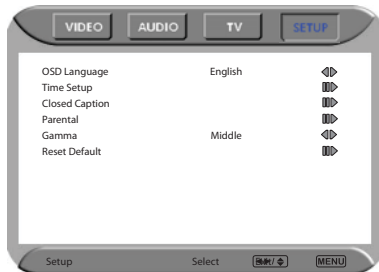 VIDEO AUDIO TV SETUP
OSD Language English
Time Setup
Closed Caption
Parental
Gamma Middle
Reset Default
Setup Select MENU